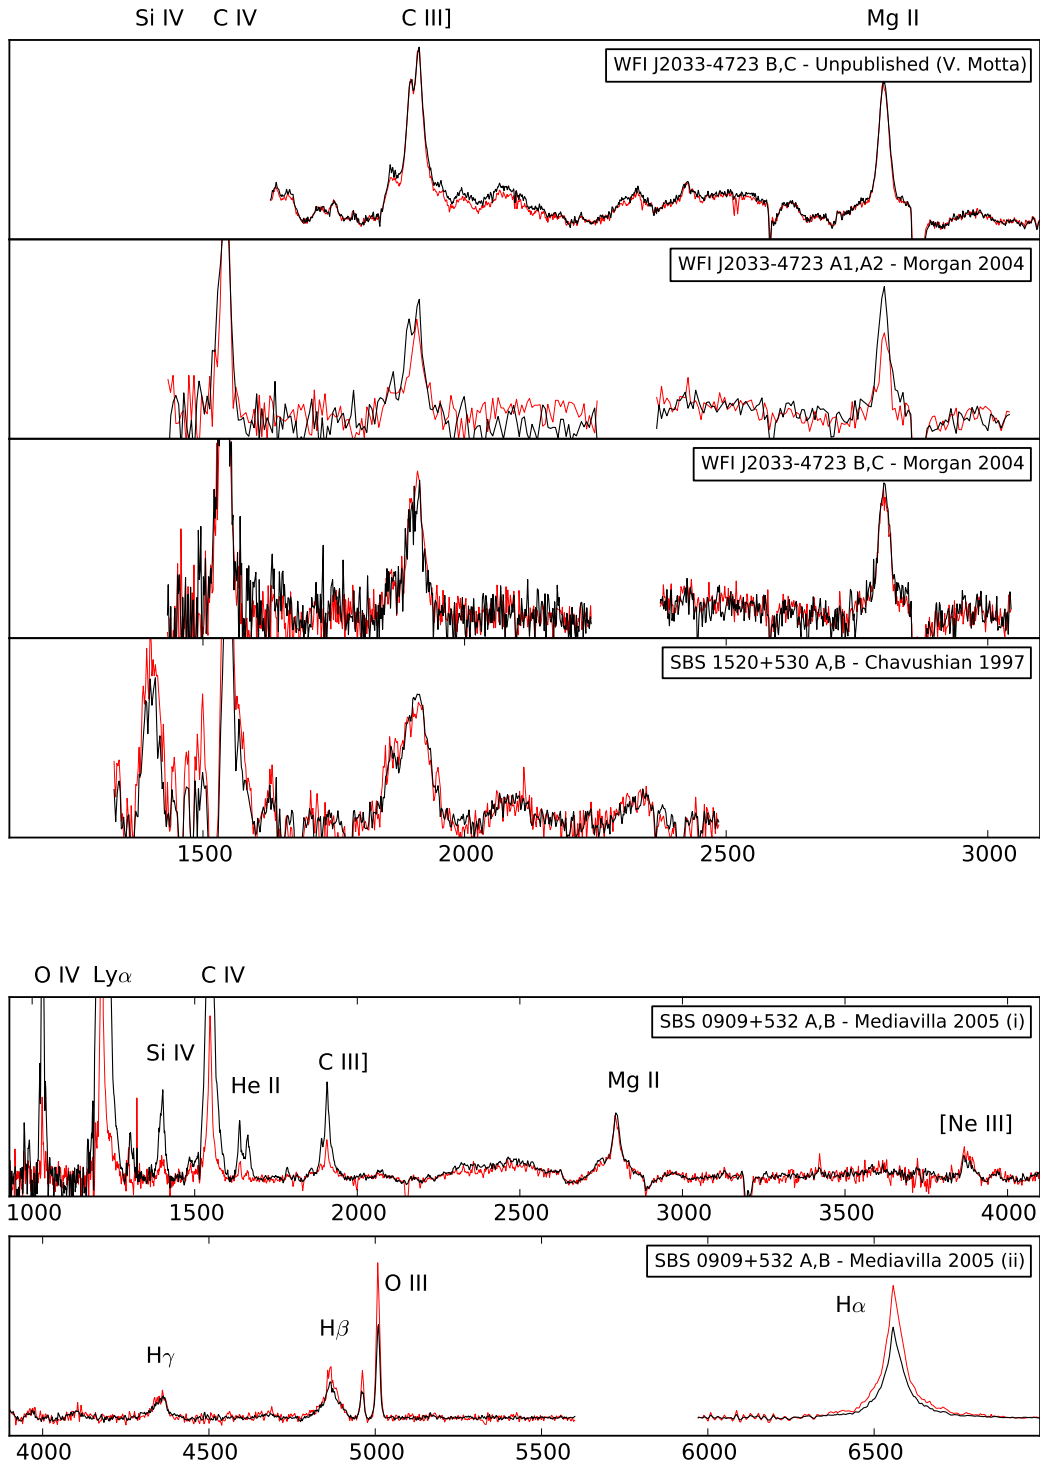 Si IV C IV C III] Mg II
WFI J2033-4723 B,C - Unpublished (V. Motta)
WFI J2033-4723 A1,A2 - Morgan 2004
WFI J2033-4723 B,C - Morgan 2004
SBS 1520+530 A,B - Chavushian 1997
1500 2000 2500 3000
O IV Lyα C IV
SBS 0909+532 A,B - Mediavilla 2005 (i)
Si IV
C III]
He II
Mg II
[Ne III]
1000 1500 2000 2500 3000 3500 4000
SBS 0909+532 A,B - Mediavilla 2005 (ii)
O III
Hα
Hβ
Hγ
4000 4500 5000 5500 6000 6500